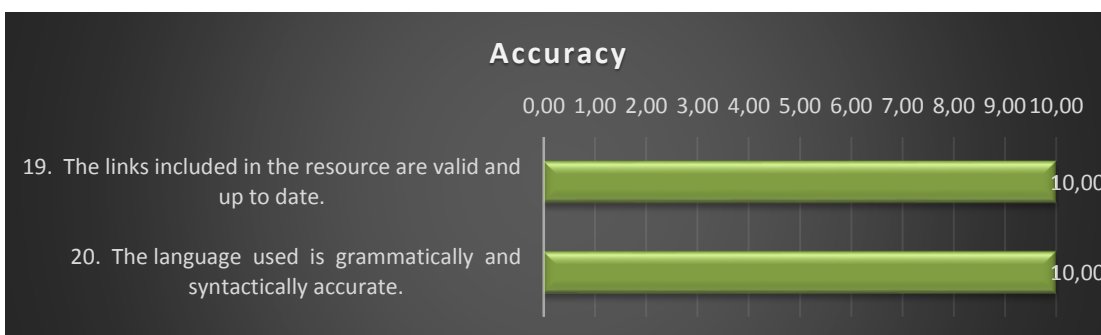 Accuracy
0,00 1,00 2,00 3,00 4,00 5,00 6,00 7,00 8,00 9,00 10,00
19. The links included in the resource are valid and
up to date.
10,00
20. The language used is grammatically and
syntactically accurate.
10,00